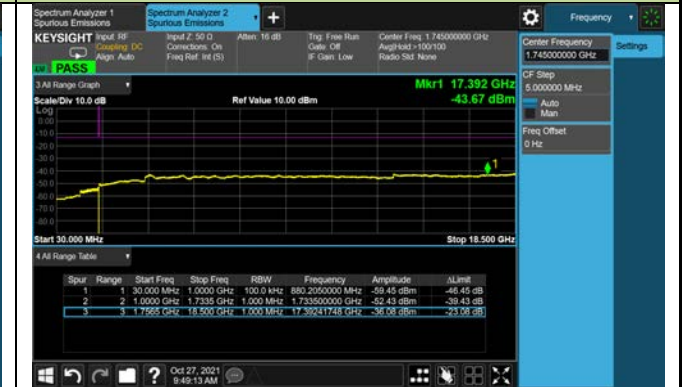 Spectrum Analyzer 1
Spurious Emissions
Spectrum Analyzer 2
Spurious Emissions
Frequency
KEYSIGHT
Input: RF
Coupling: DC
Align: Auto
Input Z: 50 Ω
Corrections: On
Freq Ref: Int (S)
Atten: 16 dB
Trig: Free Run
Gate: Off
IF Gain: Low
Center Freq: 1.745000000 GHz
Avg|Hold:>100/100
Radio Std: None
PASS
3 All Range Graph
Mkr1 17.392 GHz
Scale/Div 10.0 dB
Ref Value 10.00 dBm
-43.67 dBm
Log
0.00
-10.0
-20.0
-30.0
-40.0
-50.0
-60.0
-70.0
-80.0
1
Start 30.000 MHz
Stop 18.500 GHz
4 All Range Table
Spur Range Start Freq Stop Freq RBW Frequency Amplitude ΔLimit
1 1 30.000 MHz 1.0000 GHz 100.0 kHz 880.2050000 MHz -59.45 dBm -46.45 dB
2 2 1.0000 GHz 1.7335 GHz 1.000 MHz 1.733500000 GHz -52.43 dBm -39.43 dB
3 3 1.7565 GHz 18.500 GHz 1.000 MHz 17.39241748 GHz -36.08 dBm -23.08 dB
Center Frequency
1.745000000 GHz
Settings
CF Step
5.000000 MHz
Auto
Man
Freq Offset
0 Hz
Oct 27, 2021
9:49:13 AM